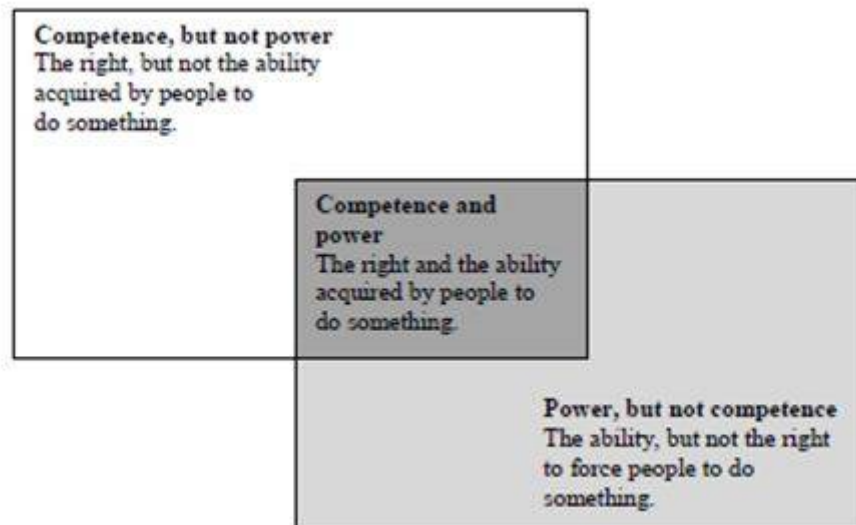 Competence, but not power
The right, but not the ability
acquired by people to
do something.
Competence and
power
The right and the ability
acquired by people to
do something.
Power, but not competence
The ability, but not the right
to force people to do
something.